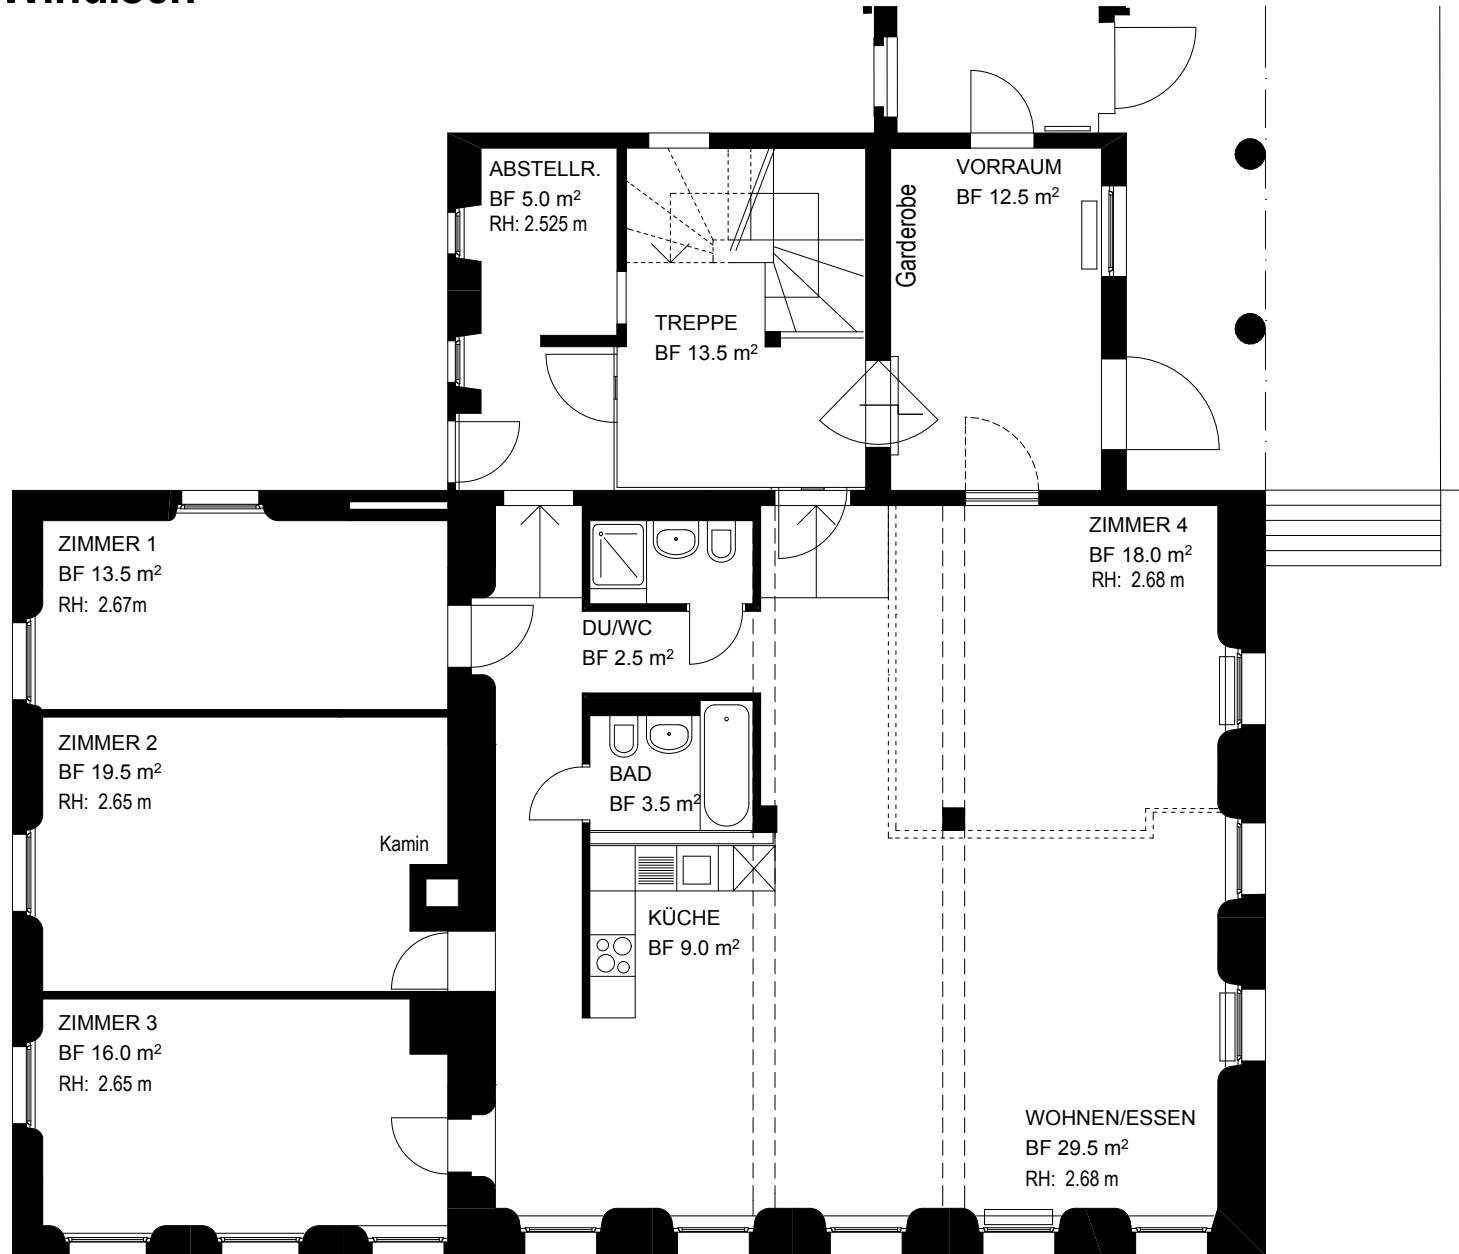 ABSTELLR.
BF 5.0 m²
RH: 2.525 m
VORRAUM
BF 12.5 m²
Garderobe
TREPPE
BF 13.5 m²
ZIMMER 1
BF 13.5 m²
RH: 2.67m
ZIMMER 4
BF 18.0 m²
RH: 2.68 m
DU/WC
BF 2.5 m²
ZIMMER 2
BF 19.5 m²
RH: 2.65 m
BAD
BF 3.5 m²
Kamin
KÜCHE
BF 9.0 m²
ZIMMER 3
BF 16.0 m²
RH: 2.65 m
WOHNEN/ESSEN
BF 29.5 m²
RH: 2.68 m